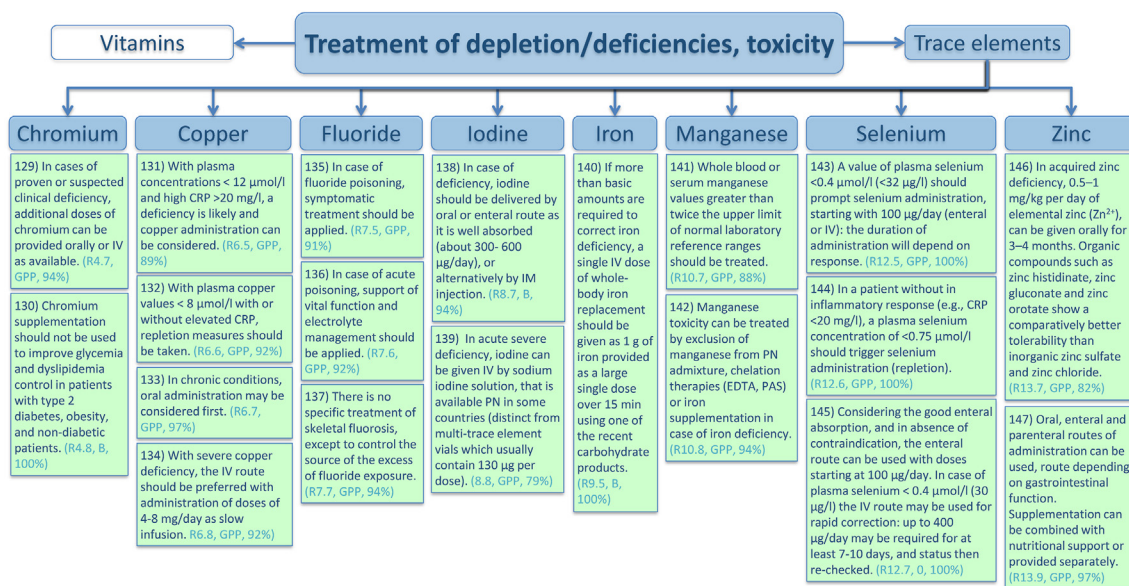 Vitamins
Treatment of depletion/deficiencies, toxicity
Trace elements
Chromium
129) In cases of
proven or suspected
clinical deficiency,
additional doses of
chromium can be
provided orally or IV
as available. (R4.7,
GPP, 94%)
130) Chromium
supplementation
should not be used
to improve glycemia
and dyslipidemia
control in patients
with type 2
diabetes, obesity,
and non-diabetic
patients. (R4.8, B,
100%)
Copper
131) With plasma
concentrations < 12 µmol/l
and high CRP >20 mg/l, a
deficiency is likely and
copper administration can
be considered. (R6.5, GPP,
89%)
132) With plasma copper
values < 8 µmol/l with or
without elevated CRP,
repletion measures should
be taken. (R6.6, GPP, 92%)
133) In chronic conditions,
oral administration may be
considered first. (R6.7,
GPP, 97%)
134) With severe copper
deficiency, the IV route
should be preferred with
administration of doses of
4-8 mg/day as slow
infusion. R6.8, GPP, 92%)
Fluoride
135) In case of
fluoride poisoning,
symptomatic
treatment should be
applied. (R7.5, GPP,
91%)
136) In case of acute
poisoning, support of
vital function and
electrolyte
management should
be applied. (R7.6,
GPP, 92%)
137) There is no
specific treatment of
skeletal fluorosis,
except to control the
source of the excess
of fluoride exposure.
(R7.7, GPP, 94%)
Iodine
138) In case of
deficiency, iodine
should be delivered by
oral or enteral route as
it is well absorbed
(about 300- 600
µg/day), or
alternatively by IM
injection. (R8.7, B,
94%)
139) In acute severe
deficiency, iodine can
be given IV by sodium
iodine solution, that is
available PN in some
countries (distinct from
multi-trace element
vials which usually
contain 130 µg per
dose). (8.8, GPP, 79%)
Iron
140) If more
than basic
amounts are
required to
correct iron
deficiency, a
single IV dose
of whole-
body iron
replacement
should be
given as 1 g of
iron provided
as a large
single dose
over 15 min
using one of
the recent
carbohydrate
products.
(R9.5, B,
100%)
Manganese
141) Whole blood or
serum manganese
values greater than
twice the upper limit
of normal laboratory
reference ranges
should be treated.
(R10.7, GPP, 88%)
142) Manganese
toxicity can be treated
by exclusion of
manganese from PN
admixture, chelation
therapies (EDTA, PAS)
or iron
supplementation in
case of iron deficiency.
(R10.8, GPP, 94%)
Selenium
143) A value of plasma selenium
<0.4 µmol/l (<32 µg/l) should
prompt selenium administration,
starting with 100 µg/day (enteral
or IV): the duration of
administration will depend on
response. (R12.5, GPP, 100%)
144) In a patient without in
inflammatory response (e.g., CRP
<20 mg/l), a plasma selenium
concentration of <0.75 µmol/l
should trigger selenium
administration (repletion).
(R12.6, GPP, 100%)
145) Considering the good enteral
absorption, and in absence of
contraindication, the enteral
route can be used with doses
starting at 100 µg/day. In case of
plasma selenium < 0.4 µmol/l (30
µg/l) the IV route may be used for
rapid correction: up to 400
µg/day may be required for at
least 7-10 days, and status then
re-checked. (R12.7, 0, 100%)
Zinc
146) In acquired zinc
deficiency, 0.5–1
mg/kg per day of
elemental zinc (Zn²⁺)
can be given orally for
3–4 months. Organic
compounds such as
zinc histidinate, zinc
gluconate and zinc
orotate show a
comparatively better
tolerability than
inorganic zinc sulfate
and zinc chloride.
(R13.7, GPP, 82%)
147) Oral, enteral and
parenteral routes of
administration can be
used, route depending
on gastrointestinal
function.
Supplementation can
be combined with
nutritional support or
provided separately.
(R13.9, GPP, 97%)